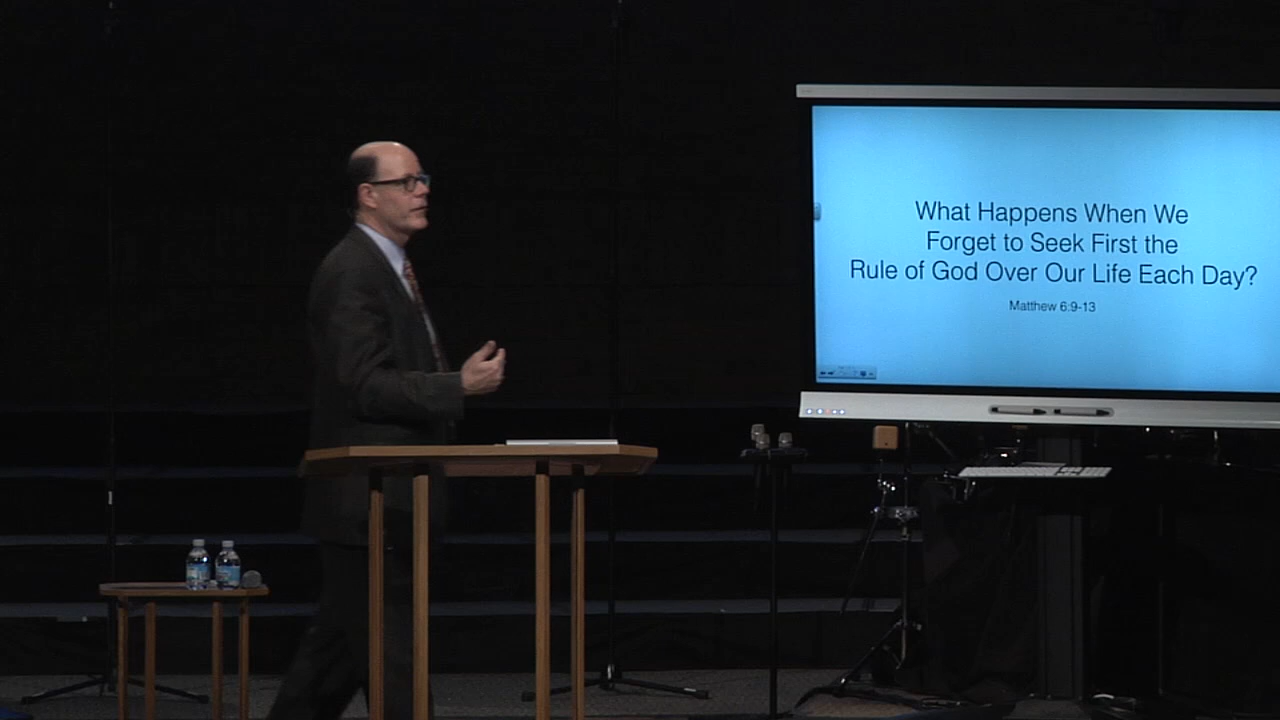 What Happens When We
Forget to Seek First the
Rule of God Over Our Life Each Day?
Matthew 6:9-13